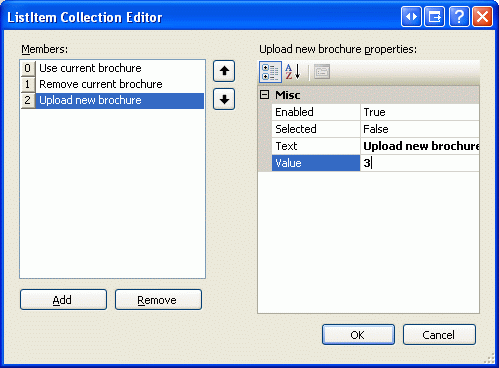 ListItem Collection Editor
Members:
0 Use current brochure
1 Remove current brochure
2 Upload new brochure
Add
Remove
Upload new brochure properties:
Misc
Enabled True
Selected False
Text Upload new brochure
Value 3
OK
Cancel